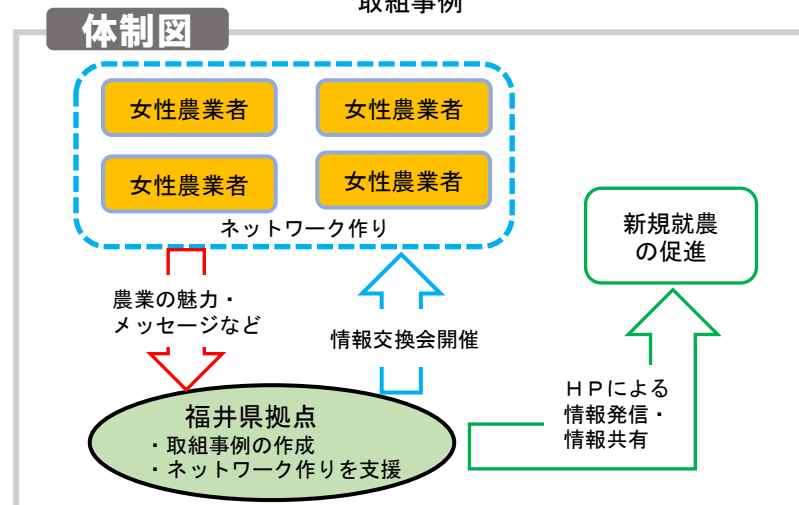 取組事例
体制図
女性農業者
女性農業者
女性農業者
女性農業者
ネットワーク作り
農業の魅力・
メッセージなど
情報交換会開催
新規就農
の促進
福井県拠点
・取組事例の作成
・ネットワーク作りを支援
ＨＰによる
情報発信・
情報共有